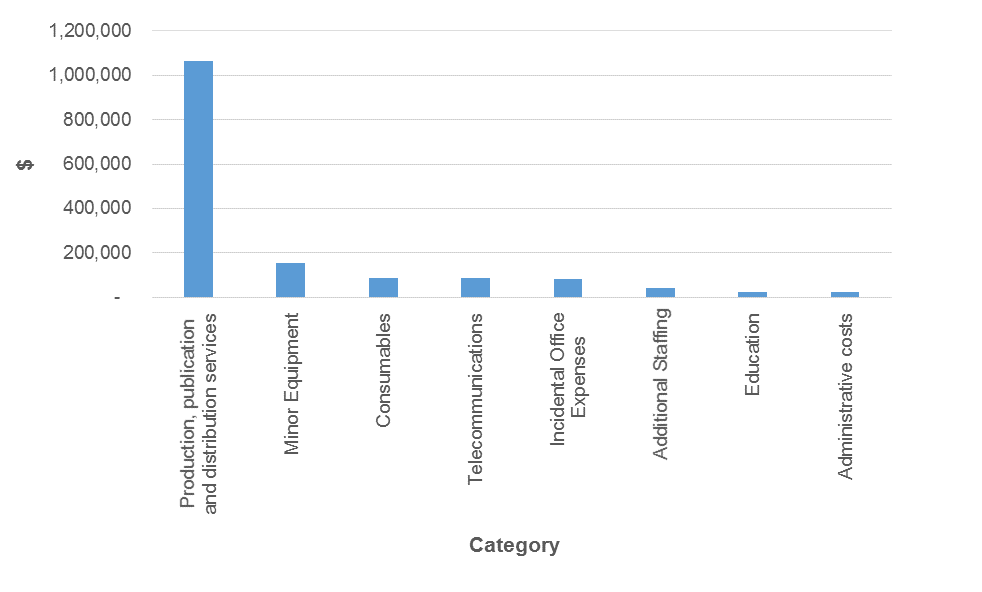 1,200,000
1,000,000
800,000
600,000
400,000
200,000
-
$
Production, publication
and distribution services
Minor Equipment
Consumables
Telecommunications
Incidental Office
Expenses
Additional Staffing
Education
Administrative costs
Category